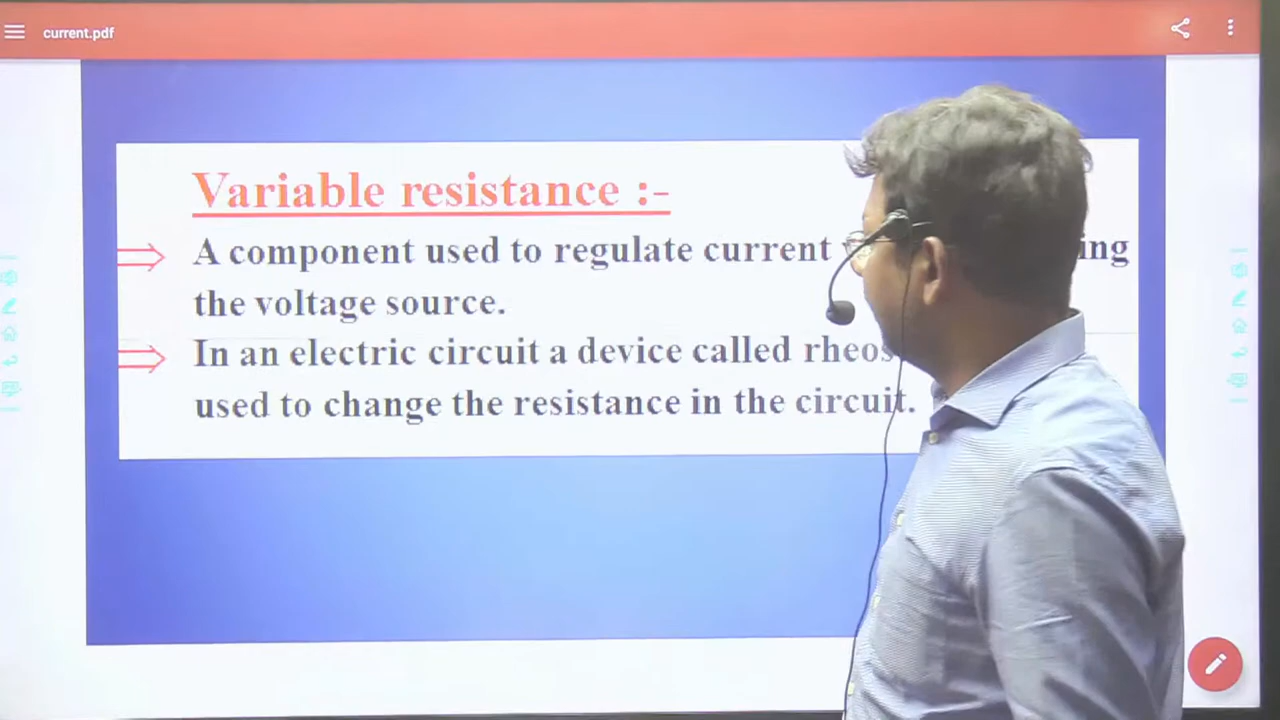 current.pdf
Variable resistance :-
A component used to regulate current
the voltage source.
In an electric circuit a device called
used to change the resistance in the circuit.